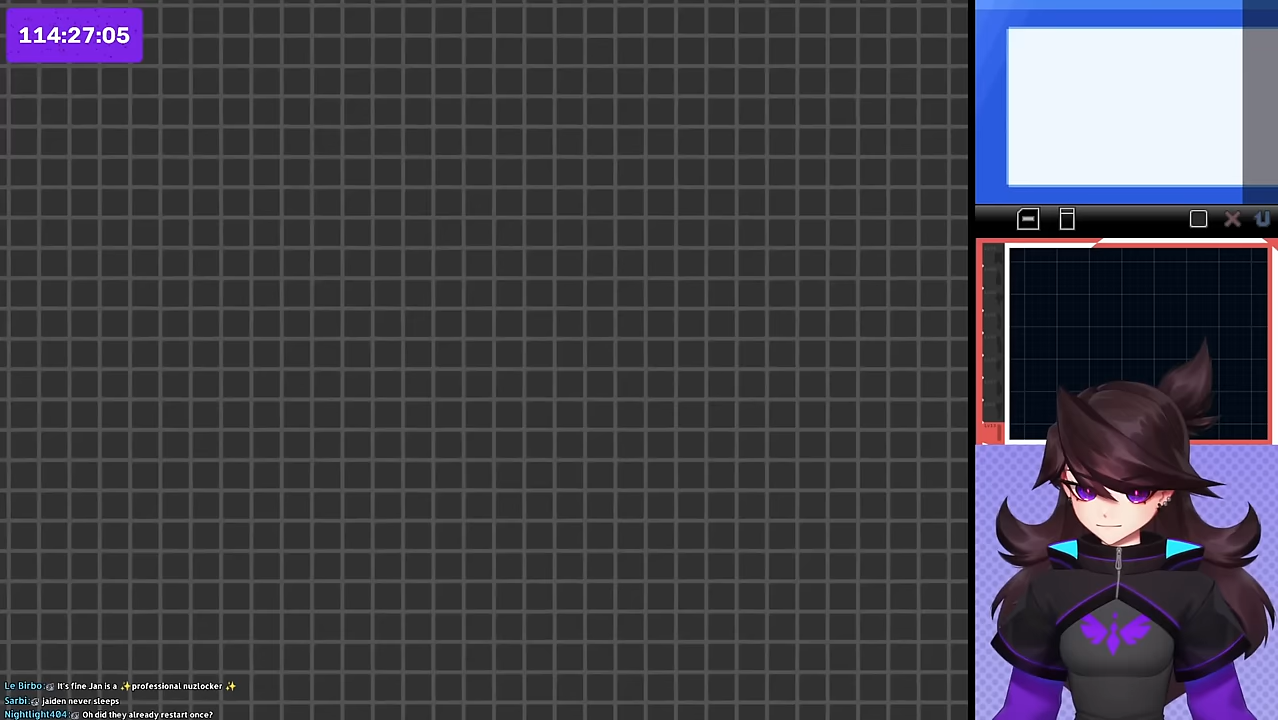 114:27:05
Le Birbo: It's fine Jan is a ✨professional nuzlocker ✨
Sarbi: jaiden never sleeps
Nightlight404: Oh did they already restart once?